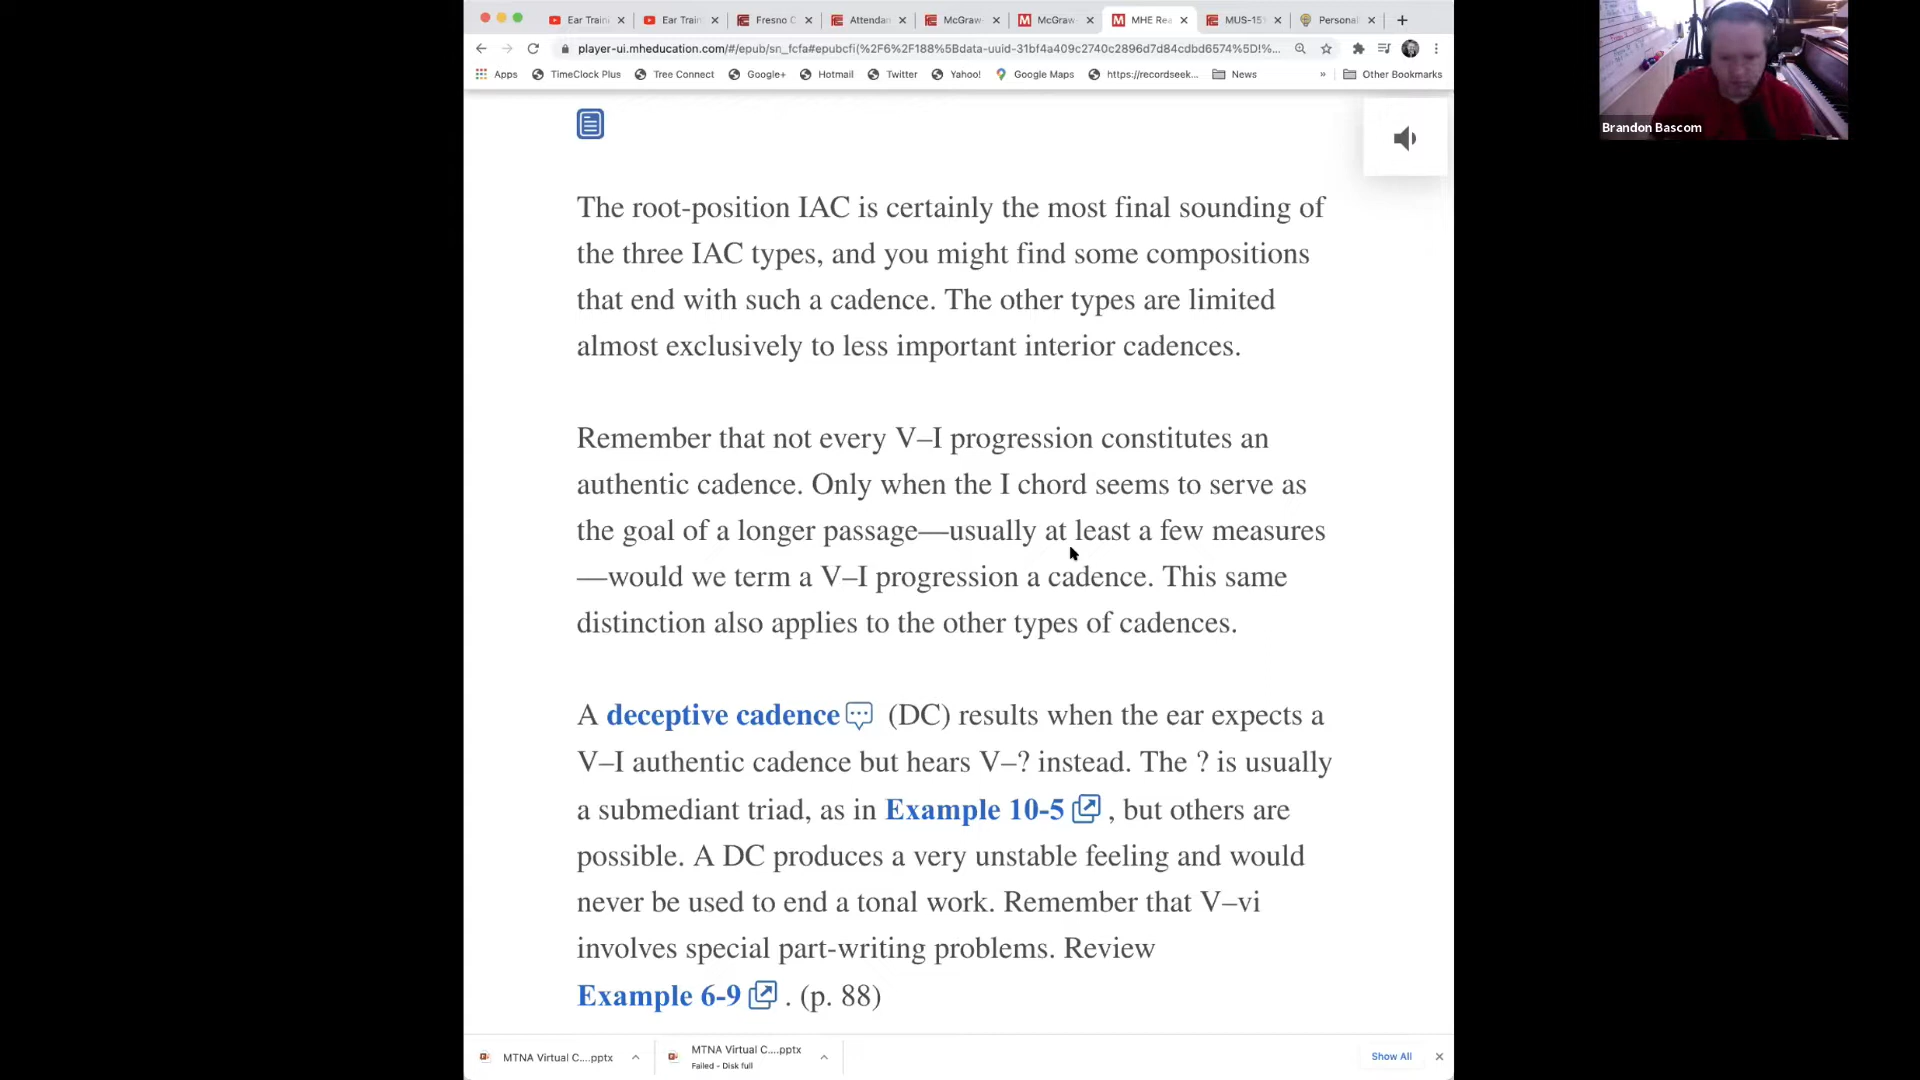 Ear Traini
Ear Train
Fresno C
Attendan
McGraw-
McGraw-
MHE Rea
MUS-151
Personal
player-ui.mheducation.com/#/epub/sn_fcfa#epubcfi(%2F6%2F188%5Bdata-uuid-31bf4a409c2740c2896d7d84cdbd6574%5D!%...
Apps
TimeClock Plus
Tree Connect
Google+
Hotmail
Twitter
Yahoo!
Google Maps
https://recordseek...
News
»
Other Bookmarks
Brandon Bascom
The root-position IAC is certainly the most final sounding of
the three IAC types, and you might find some compositions
that end with such a cadence. The other types are limited
almost exclusively to less important interior cadences.
Remember that not every V–I progression constitutes an
authentic cadence. Only when the I chord seems to serve as
the goal of a longer passage—usually at least a few measures
—would we term a V–I progression a cadence. This same
distinction also applies to the other types of cadences.
A deceptive cadence (DC) results when the ear expects a
V–I authentic cadence but hears V–? instead. The ? is usually
a submediant triad, as in Example 10-5 , but others are
possible. A DC produces a very unstable feeling and would
never be used to end a tonal work. Remember that V–vi
involves special part-writing problems. Review
Example 6-9 . (p. 88)
MTNA Virtual C....pptx
MTNA Virtual C....pptx
Failed - Disk full
Show All